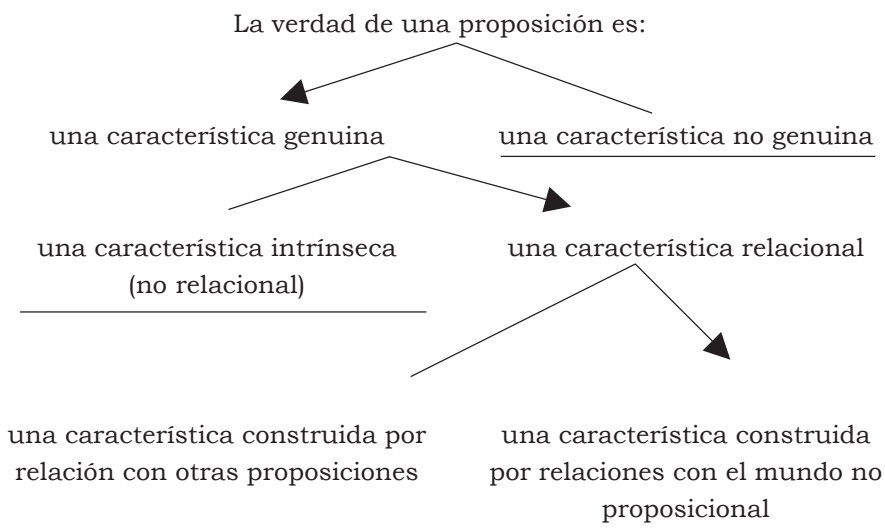 La verdad de una proposición es:
una característica genuina
una característica no genuina
una característica intrínseca
(no relacional)
una característica relacional
una característica construida por
relación con otras proposiciones
una característica construida
por relaciones con el mundo no
proposicional